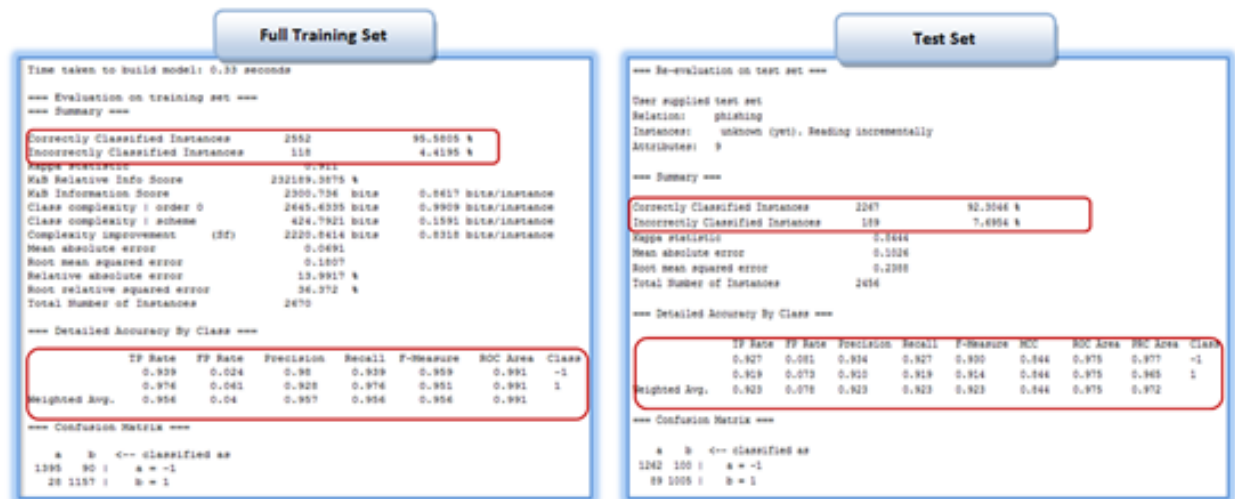 Full Training Set
Time taken to build model: 0.33 seconds
=== Evaluation on training set ===
=== Summary ===
Correctly Classified Instances 2552 95.5805 %
Incorrectly Classified Instances 118 4.4195 %
Kappa statistic 0.911
K&B Relative Info Score 232189.3875 %
K&B Information Score 2300.736 bits 0.8617 bits/instance
Class complexity | order 0 2645.6335 bits 0.9909 bits/instance
Class complexity | scheme 424.7921 bits 0.1591 bits/instance
Complexity improvement (Sf) 2220.8414 bits 0.8318 bits/instance
Mean absolute error 0.0691
Root mean squared error 0.1807
Relative absolute error 13.9917 %
Root relative squared error 36.372 %
Total Number of Instances 2670
=== Detailed Accuracy By Class ===
TP Rate FP Rate Precision Recall F-Measure ROC Area Class
0.939 0.024 0.98 0.939 0.959 0.991 -1
0.976 0.061 0.928 0.976 0.951 0.991 1
Weighted Avg. 0.956 0.04 0.957 0.956 0.956 0.991
=== Confusion Matrix ===
a b <-- classified as
1395 90 | a = -1
28 1157 | b = 1
Test Set
=== Re-evaluation on test set ===
User supplied test set
Relation: phishing
Instances: unknown (yet). Reading incrementally
Attributes: 9
=== Summary ===
Correctly Classified Instances 2267 92.3046 %
Incorrectly Classified Instances 189 7.6954 %
Kappa statistic 0.8444
Mean absolute error 0.1026
Root mean squared error 0.2388
Total Number of Instances 2456
=== Detailed Accuracy By Class ===
TP Rate FP Rate Precision Recall F-Measure MCC ROC Area PRC Area Class
0.927 0.081 0.934 0.927 0.930 0.844 0.975 0.977 -1
0.919 0.073 0.910 0.919 0.914 0.844 0.975 0.965 1
Weighted Avg. 0.923 0.078 0.923 0.923 0.923 0.844 0.975 0.972
=== Confusion Matrix ===
a b <-- classified as
1262 100 | a = -1
89 1005 | b = 1